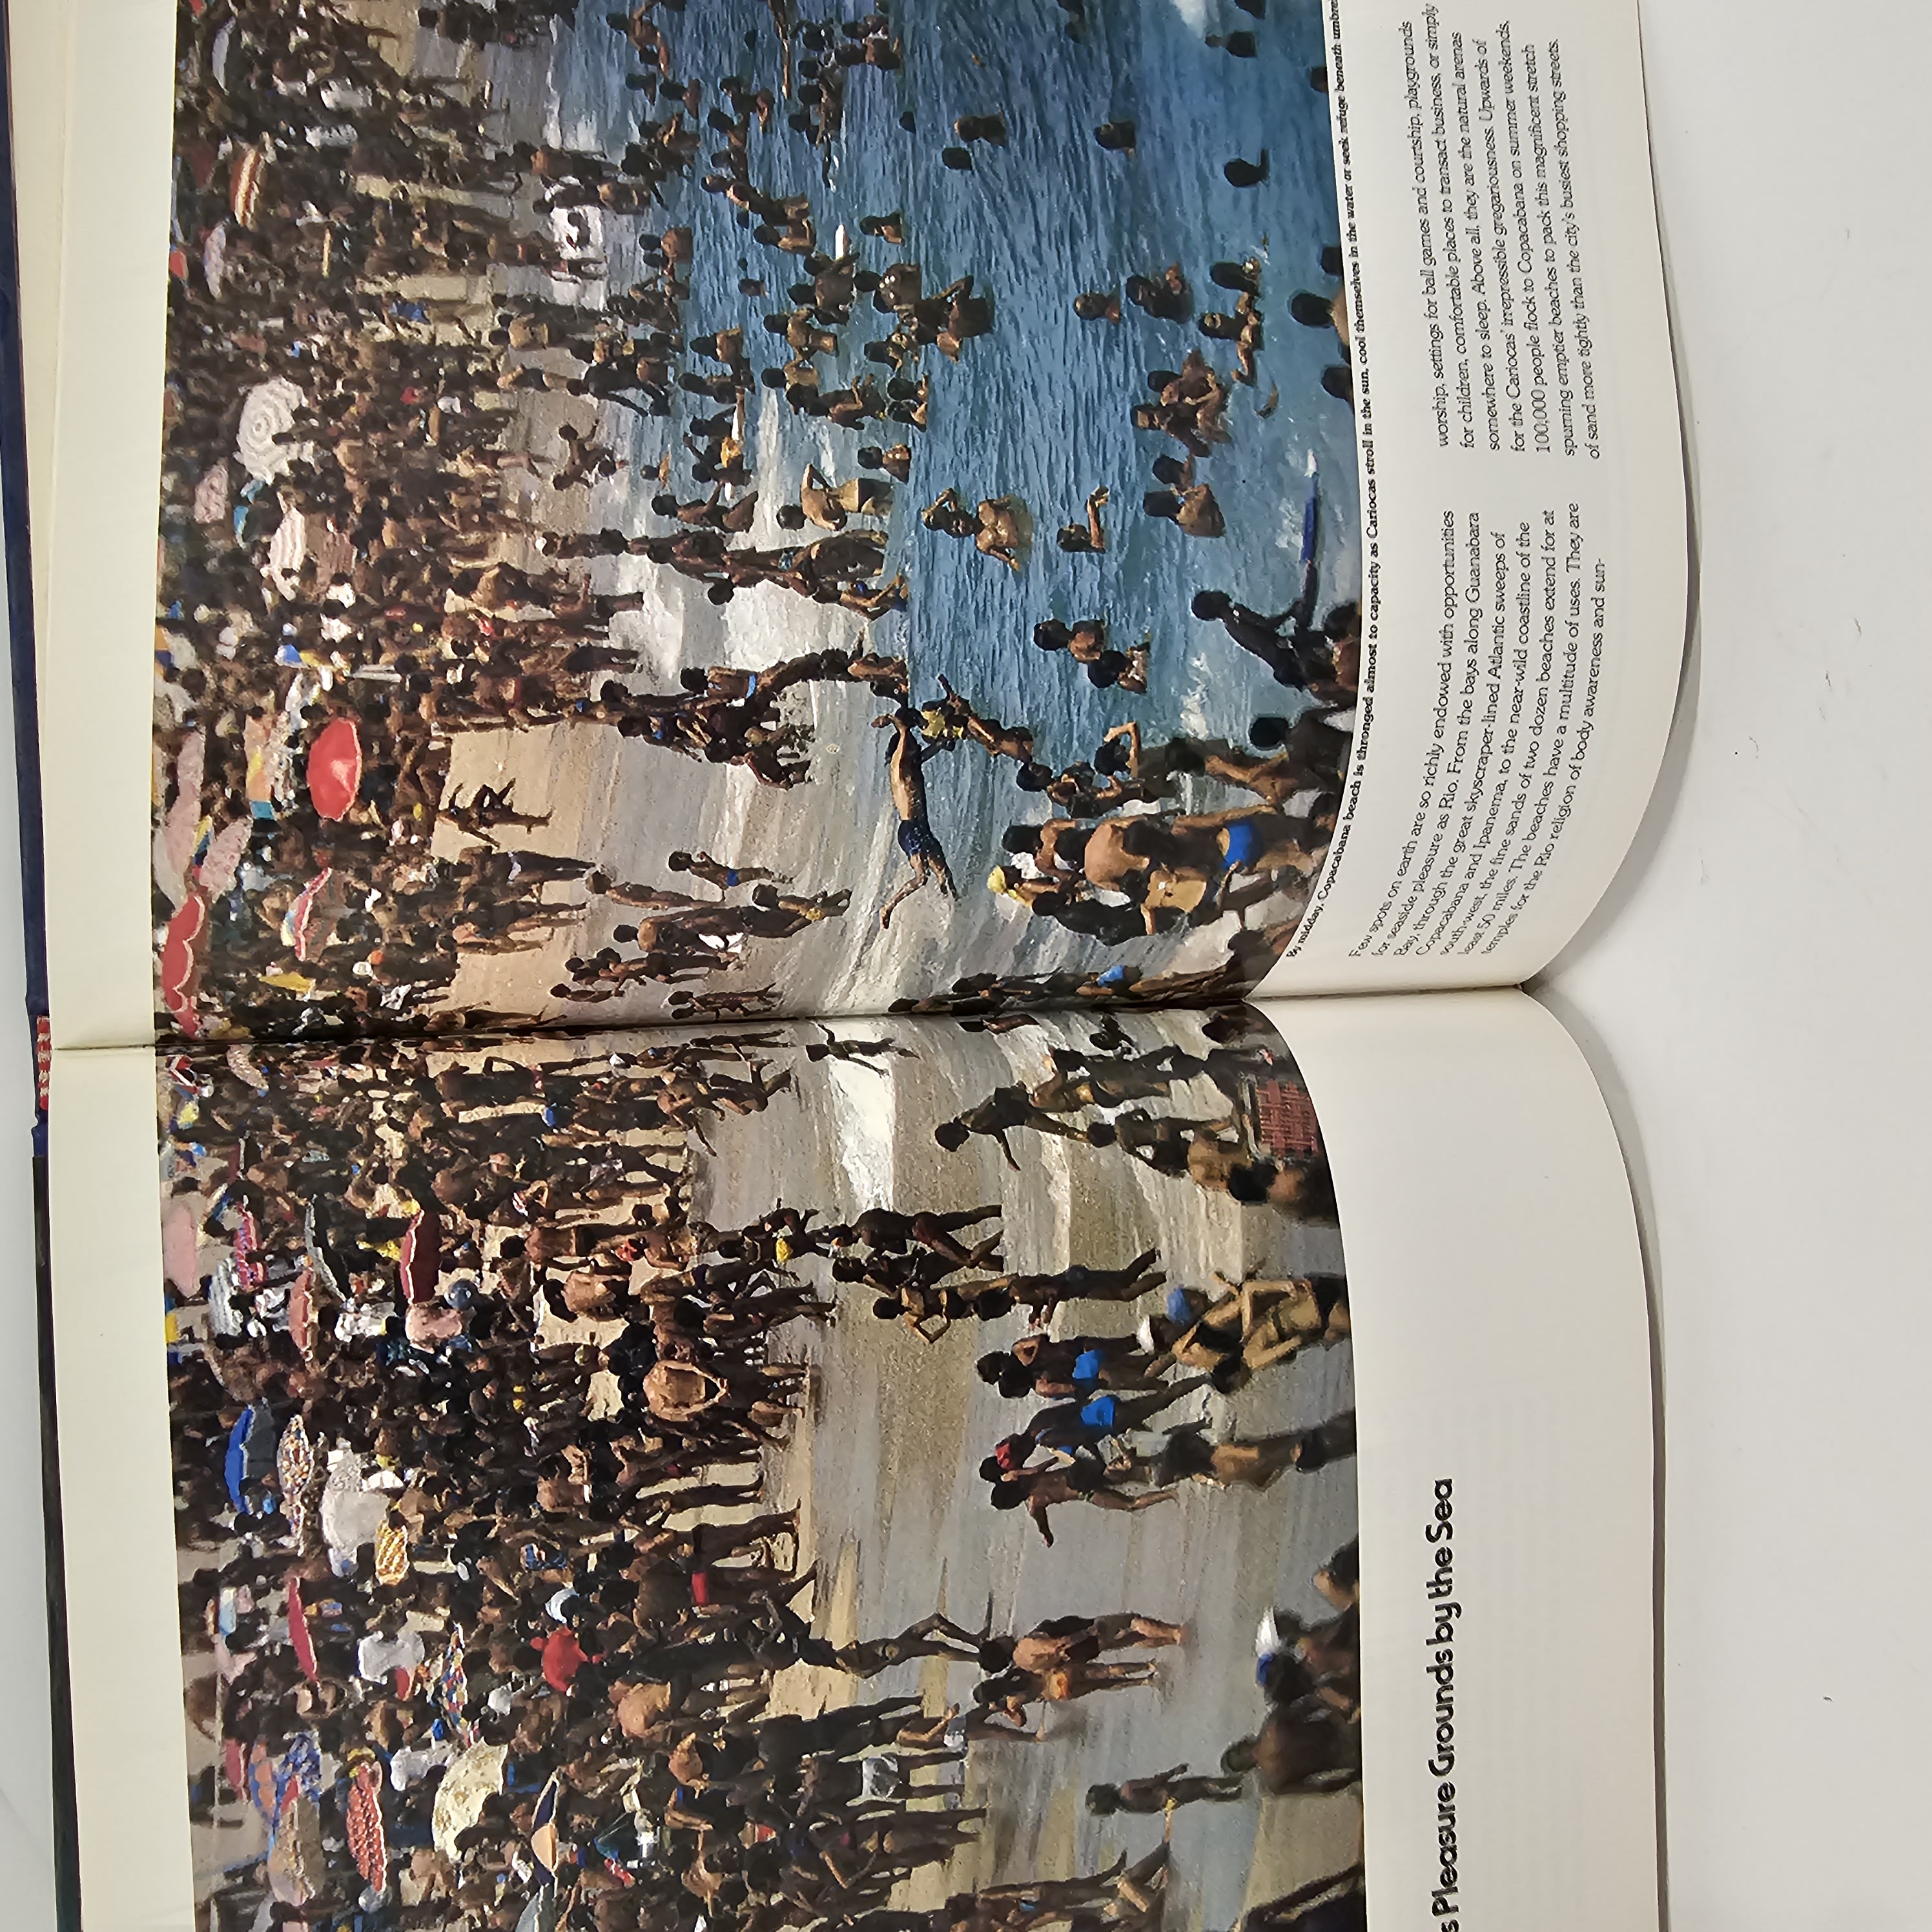 s Pleasure Grounds by the Sea
By midday, Copacabana beach is thronged almost to capacity as Cariocas stroll in the sun, cool themselves in the water or seek refuge beneath umbre
Few spots on earth are so richly endowed with opportunities
for seaside pleasure as Rio. From the bays along Guanabara
Bay, through the great skyscraper-lined Atlantic sweeps of
Copacabana and Ipanema, to the near-wild coastline of the
south-west, the fine sands of two dozen beaches extend for at
least 50 miles. The beaches have a multitude of uses. They are
temples for the Rio religion of body awareness and sun-
worship, settings for ball games and courtship, playgrounds
for children, comfortable places to transact business, or simply
somewhere to sleep. Above all, they are the natural arenas
for the Cariocas' irrepressible gregariousness. Upwards of
100,000 people flock to Copacabana on summer weekends,
spurning emptier beaches to pack this magnificent stretch
of sand more tightly than the city's busiest shopping streets.